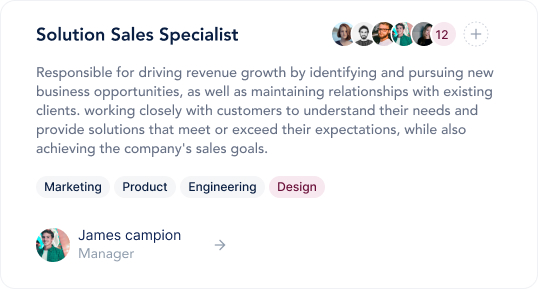 Solution Sales Specialist
12
Responsible for driving revenue growth by identifying and pursuing new
business opportunities, as well as maintaining relationships with existing
clients. working closely with customers to understand their needs and
provide solutions that meet or exceed their expectations, while also
achieving the company's sales goals.
Marketing Product Engineering Design
James campion
Manager